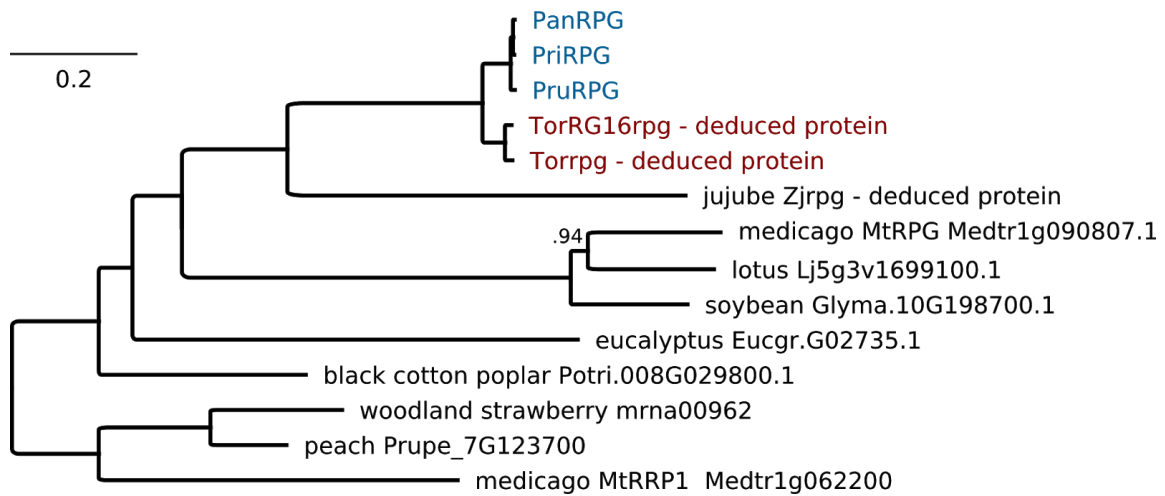 PanRPG
PriRPG
0.2
PruRPG
TorRG16rpg - deduced protein
Torrpg - deduced protein
jujube Zjrpg - deduced protein
.94
medicago MtRPG Medtr1g090807.1
lotus Lj5g3v1699100.1
soybean Glyma.10G198700.1
eucalyptus Eucgr.G02735.1
black cotton poplar Potri.008G029800.1
woodland strawberry mrna00962
peach Prupe_7G123700
medicago MtRRP1 Medtr1g062200